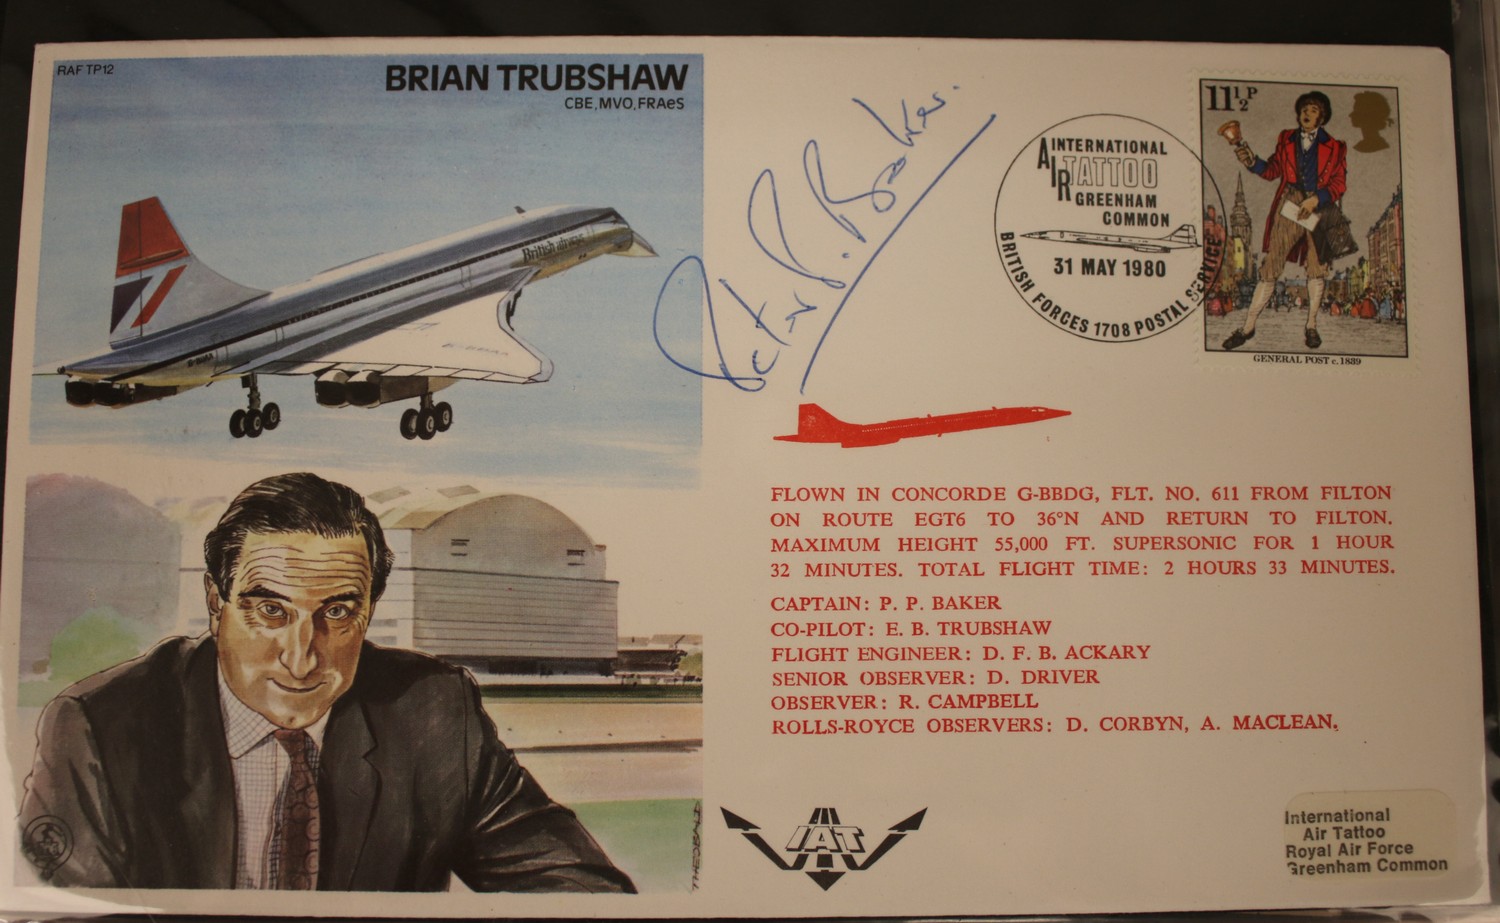 RAF TP12
BRIAN TRUBSHAW
CBE, MVO, FRAeS
British airways
Peter P. Baker.
INTERNATIONAL
AIR TATTOO
GREENHAM
COMMON
31 MAY 1980
BRITISH FORCES 1708 POSTAL SERVICE
11½P
GENERAL POST c. 1839
FLOWN IN CONCORDE G-BBDG, FLT. NO. 611 FROM FILTON
ON ROUTE EGT6 TO 36°N AND RETURN TO FILTON.
MAXIMUM HEIGHT 55,000 FT. SUPERSONIC FOR 1 HOUR
32 MINUTES. TOTAL FLIGHT TIME: 2 HOURS 33 MINUTES.
CAPTAIN: P. P. BAKER
CO-PILOT: E. B. TRUBSHAW
FLIGHT ENGINEER: D. F. B. ACKARY
SENIOR OBSERVER: D. DRIVER
OBSERVER: R. CAMPBELL
ROLLS-ROYCE OBSERVERS: D. CORBYN, A. MACLEAN.
IAT
International
Air Tattoo
Royal Air Force
Greenham Common